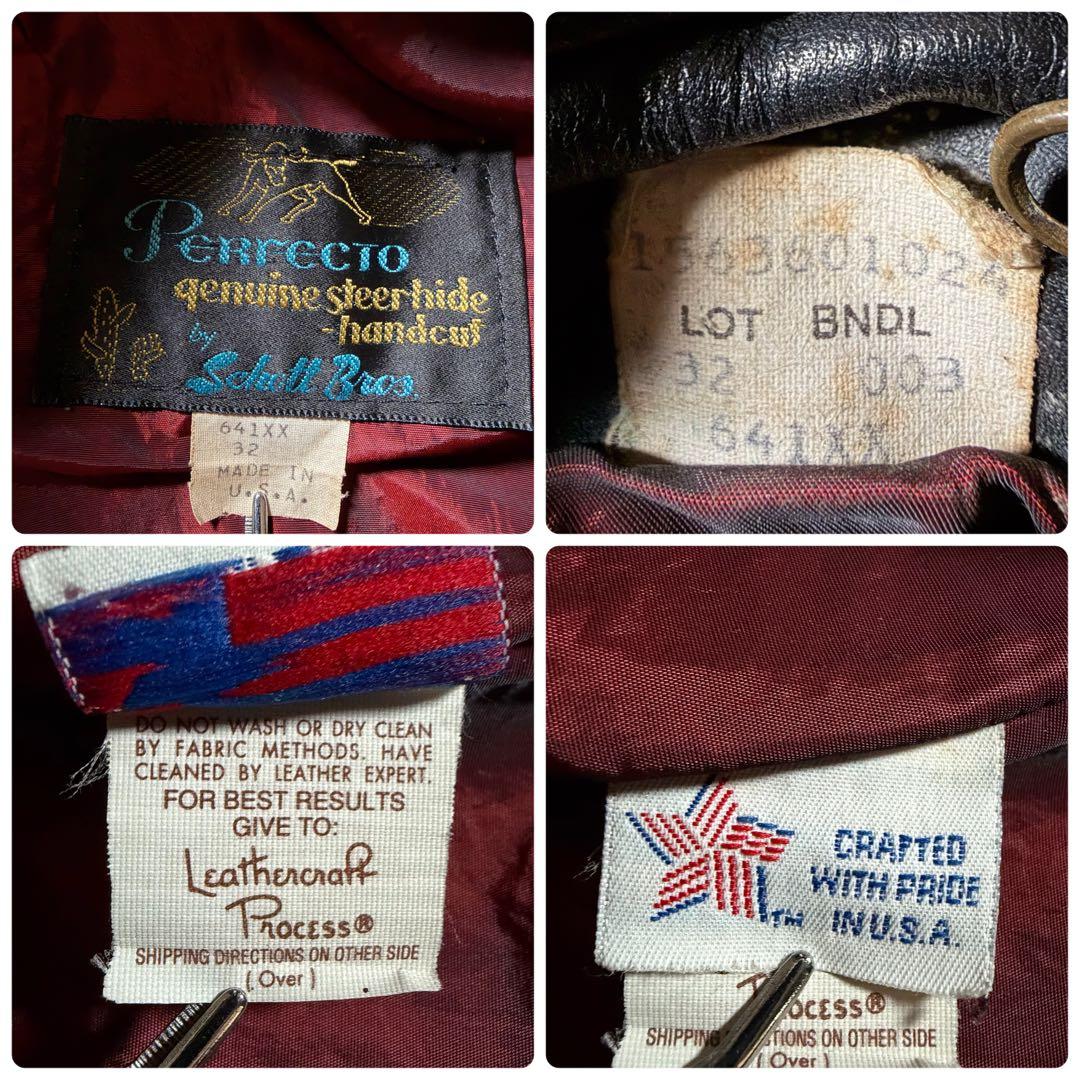 Perfecto
genuine steerhide
-handcut
by
Schott Bros.
641XX
32
MADE IN
U.S.A.
LOT BNDL
32 003
641XX
DO NOT WASH OR DRY CLEAN
BY FABRIC METHODS. HAVE
CLEANED BY LEATHER EXPERT.
FOR BEST RESULTS
GIVE TO:
Leathercraft
Process®
SHIPPING DIRECTIONS ON OTHER SIDE
(Over)
CRAFTED
WITH PRIDE
TM IN U.S.A.
Process®
SHIPPING TIONS ON OTHER SIDE
(Over)